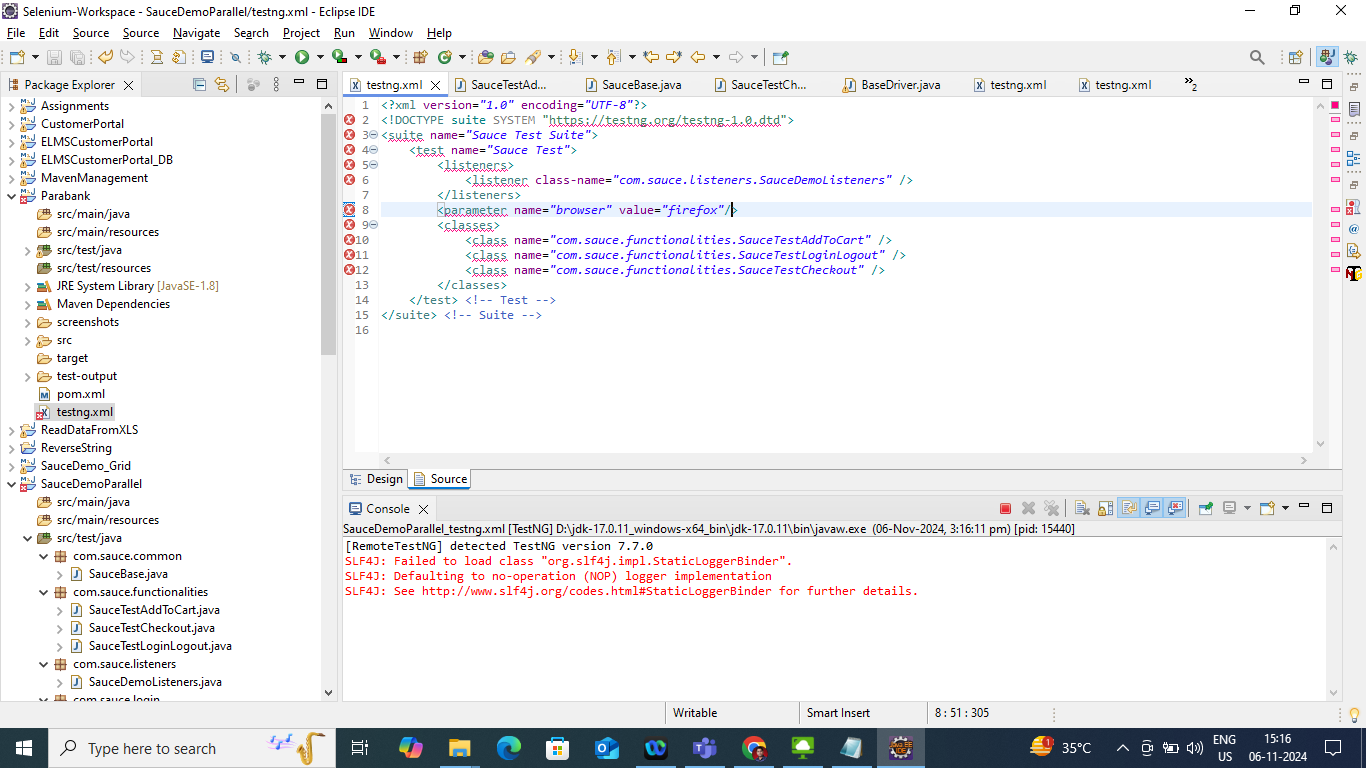 Selenium-Workspace - SauceDemoParallel/testng.xml - Eclipse IDE
File Edit Source Source Navigate Search Project Run Window Help
Package Explorer
testng.xml SauceTestAd... SauceBase.java SauceTestCh... BaseDriver.java testng.xml testng.xml »2
Assignments
CustomerPortal
ELMSCustomerPortal
ELMSCustomerPortal_DB
MavenManagement
Parabank
src/main/java
src/main/resources
src/test/java
src/test/resources
JRE System Library [JavaSE-1.8]
Maven Dependencies
screenshots
src
target
test-output
pom.xml
testng.xml
ReadDataFromXLS
ReverseString
SauceDemo_Grid
SauceDemoParallel
src/main/java
src/main/resources
src/test/java
com.sauce.common
SauceBase.java
com.sauce.functionalities
SauceTestAddToCart.java
SauceTestCheckout.java
SauceTestLoginLogout.java
com.sauce.listeners
SauceDemoListeners.java
com.sauce.login
1 <?xml version="1.0" encoding="UTF-8"?>
2 <!DOCTYPE suite SYSTEM "https://testng.org/testng-1.0.dtd">
3 <suite name="Sauce Test Suite">
4 <test name="Sauce Test">
5 <listeners>
6 <listener class-name="com.sauce.listeners.SauceDemoListeners" />
7 </listeners>
8 <parameter name="browser" value="firefox"/>
9 <classes>
10 <class name="com.sauce.functionalities.SauceTestAddToCart" />
11 <class name="com.sauce.functionalities.SauceTestLoginLogout" />
12 <class name="com.sauce.functionalities.SauceTestCheckout" />
13 </classes>
14 </test> <!-- Test -->
15 </suite> <!-- Suite -->
16
Design Source
Console
SauceDemoParallel_testng.xml [TestNG] D:\jdk-17.0.11_windows-x64_bin\jdk-17.0.11\bin\javaw.exe (06-Nov-2024, 3:16:11 pm) [pid: 15440]
[RemoteTestNG] detected TestNG version 7.7.0
SLF4J: Failed to load class "org.slf4j.impl.StaticLoggerBinder".
SLF4J: Defaulting to no-operation (NOP) logger implementation
SLF4J: See http://www.slf4j.org/codes.html#StaticLoggerBinder for further details.
Writable Smart Insert 8 : 51 : 305
Type here to search
1 35°C
ENG
US
15:16
06-11-2024